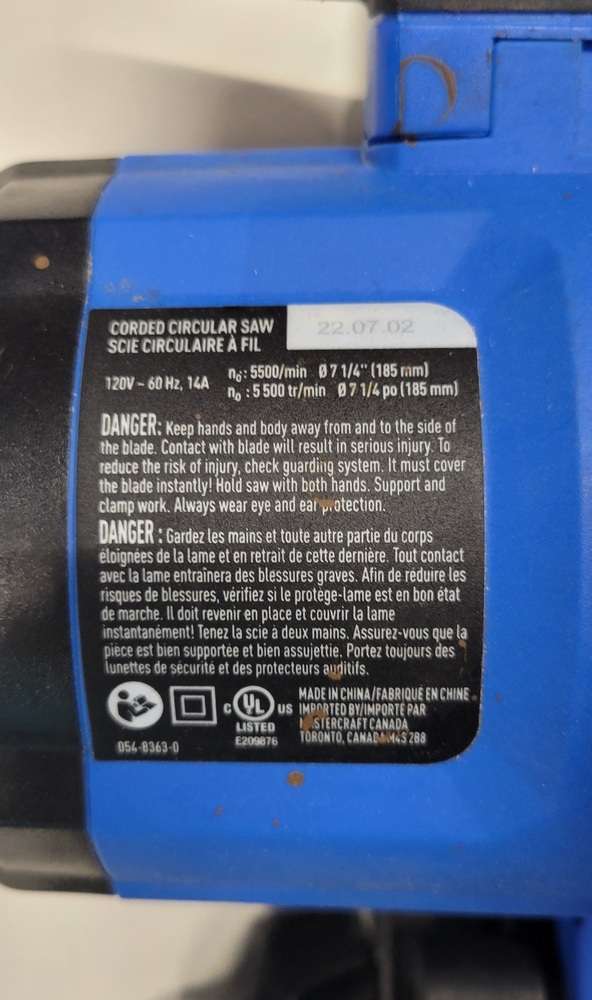 CORDED CIRCULAR SAW
SCIE CIRCULAIRE À FIL
22.07.02
120V ~ 60 Hz, 14A
n₀: 5500/min Ø 7 1/4" (185 mm)
n₀ : 5 500 tr/min Ø 7 1/4 po (185 mm)
DANGER: Keep hands and body away from and to the side of
the blade. Contact with blade will result in serious injury. To
reduce the risk of injury, check guarding system. It must cover
the blade instantly! Hold saw with both hands. Support and
clamp work. Always wear eye and ear protection.
DANGER : Gardez les mains et toute autre partie du corps
éloignées de la lame et en retrait de cette dernière. Tout contact
avec la lame entraînera des blessures graves. Afin de réduire les
risques de blessures, vérifiez si le protège-lame est en bon état
de marche. Il doit revenir en place et couvrir la lame
instantanément! Tenez la scie à deux mains. Assurez-vous que la
pièce est bien supportée et bien assujettie. Portez toujours des
lunettes de sécurité et des protecteurs auditifs.
C UL US
LISTED
E209876
MADE IN CHINA/FABRIQUÉ EN CHINE
IMPORTED BY/IMPORTÉ PAR
MASTERCRAFT CANADA
TORONTO, CANADA M4S 2B8
054-8363-0